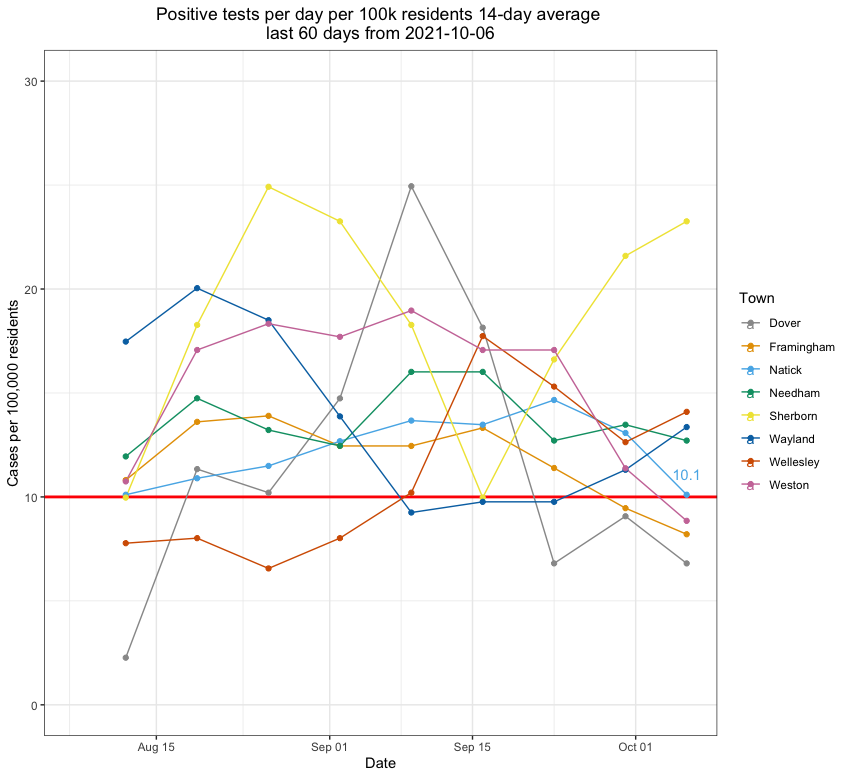 Positive tests per day per 100k residents 14-day average
last 60 days from 2021-10-06
Cases per 100,000 residents
30
20
10
0
10.1
Aug 15
Sep 01
Sep 15
Oct 01
Date
Town
a Dover
a Framingham
a Natick
a Needham
a Sherborn
a Wayland
a Wellesley
a Weston